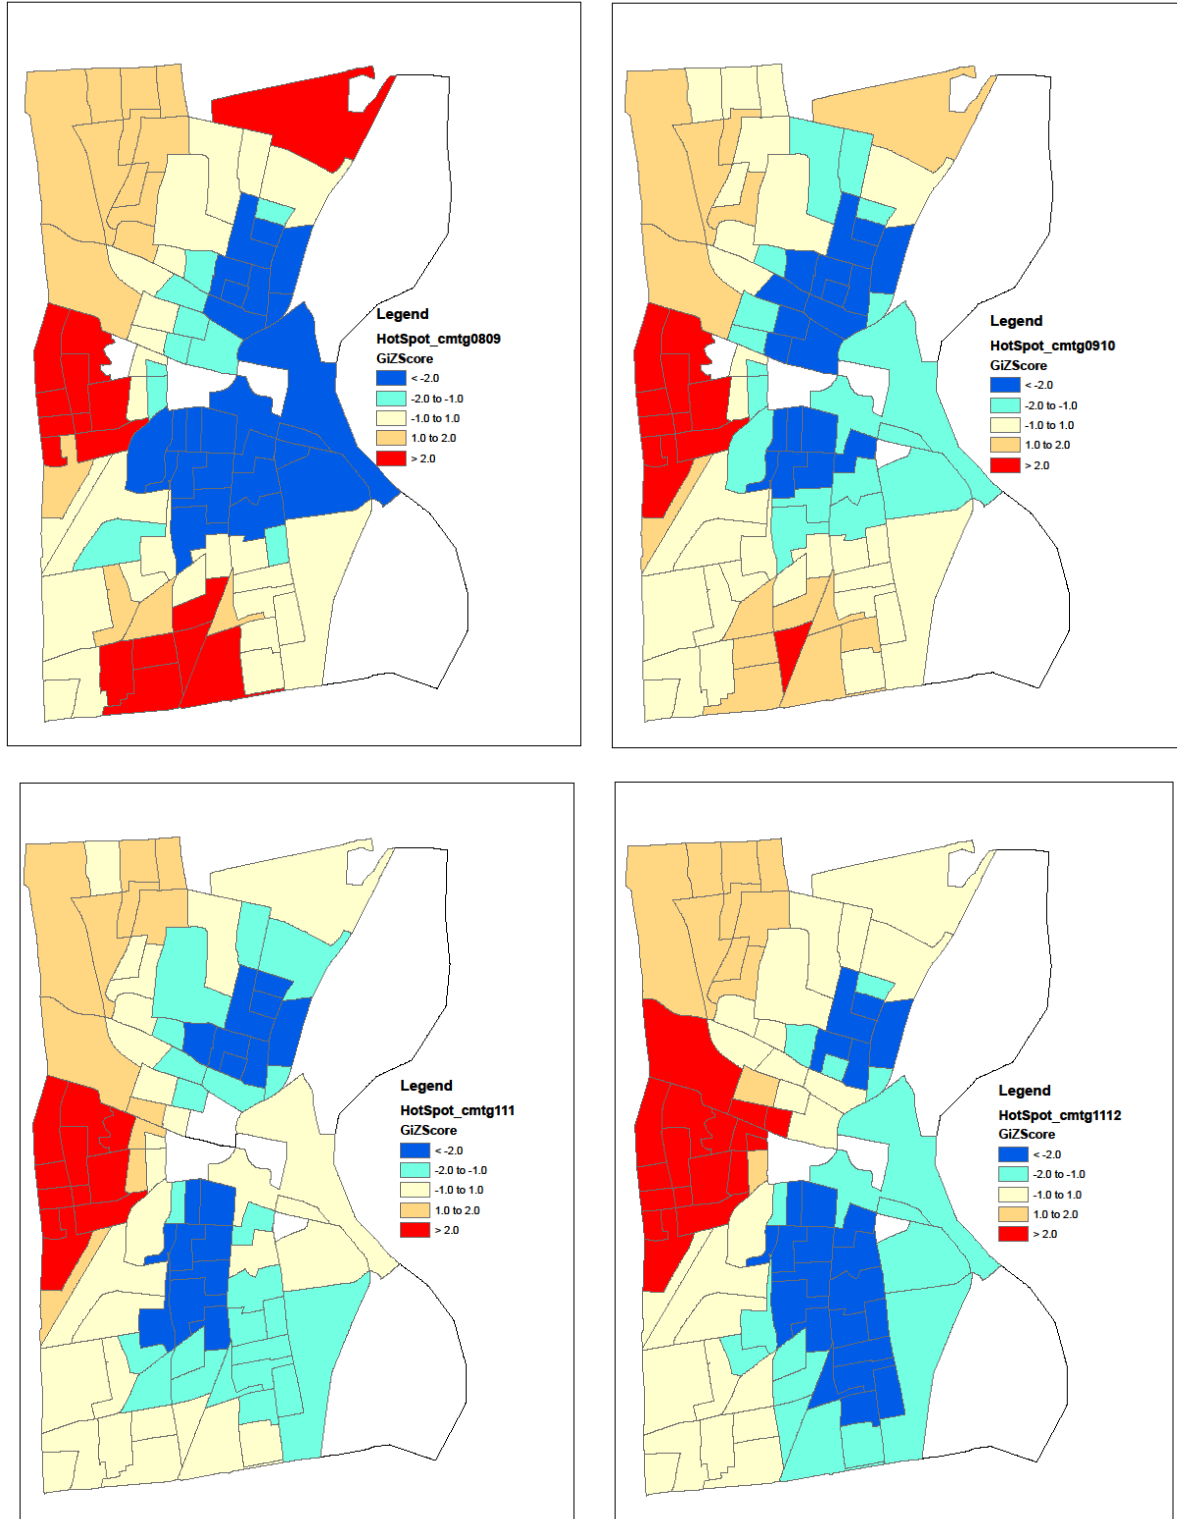 Legend
HotSpot_cmtg0809
GiZScore
< -2.0
-2.0 to -1.0
-1.0 to 1.0
1.0 to 2.0
> 2.0
Legend
HotSpot_cmtg0910
GiZScore
< -2.0
-2.0 to -1.0
-1.0 to 1.0
1.0 to 2.0
> 2.0
Legend
HotSpot_cmtg111
GiZScore
< -2.0
-2.0 to -1.0
-1.0 to 1.0
1.0 to 2.0
> 2.0
Legend
HotSpot_cmtg1112
GiZScore
< -2.0
-2.0 to -1.0
-1.0 to 1.0
1.0 to 2.0
> 2.0